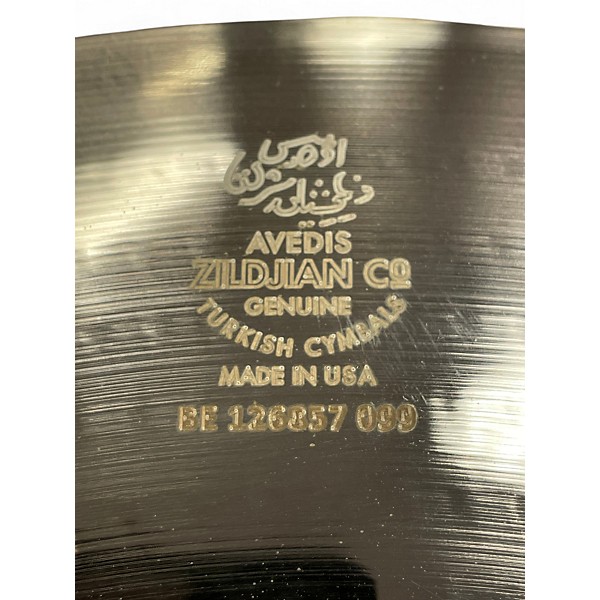 AVEDIS
ZILDJIAN CO
GENUINE
TURKISH CYMBALS
MADE IN USA
BE 126857 099